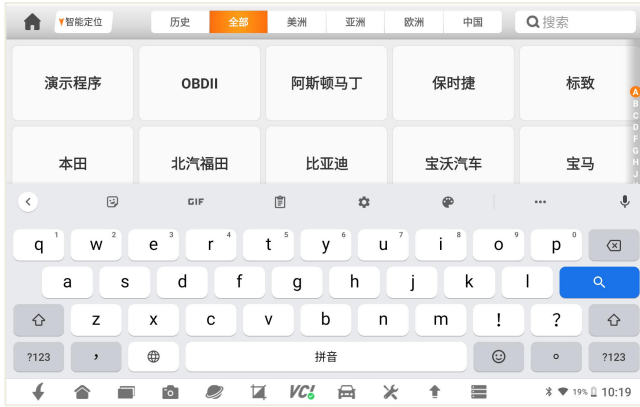 智能定位 历史 全部 美洲 亚洲 欧洲 中国 搜索
演示程序 OBDII 阿斯顿马丁 保时捷 标致
A
B
C
D
F
G
H
J
本田 北汽福田 比亚迪 宝沃汽车 宝马
GIF
q 1 w 2 e 3 r 4 t 5 y 6 u 7 i 8 o 9 p 0
a s d f g h j k l
z x c v b n m ! ?
?123 , 拼音 ?123
VC! 19% 10:19